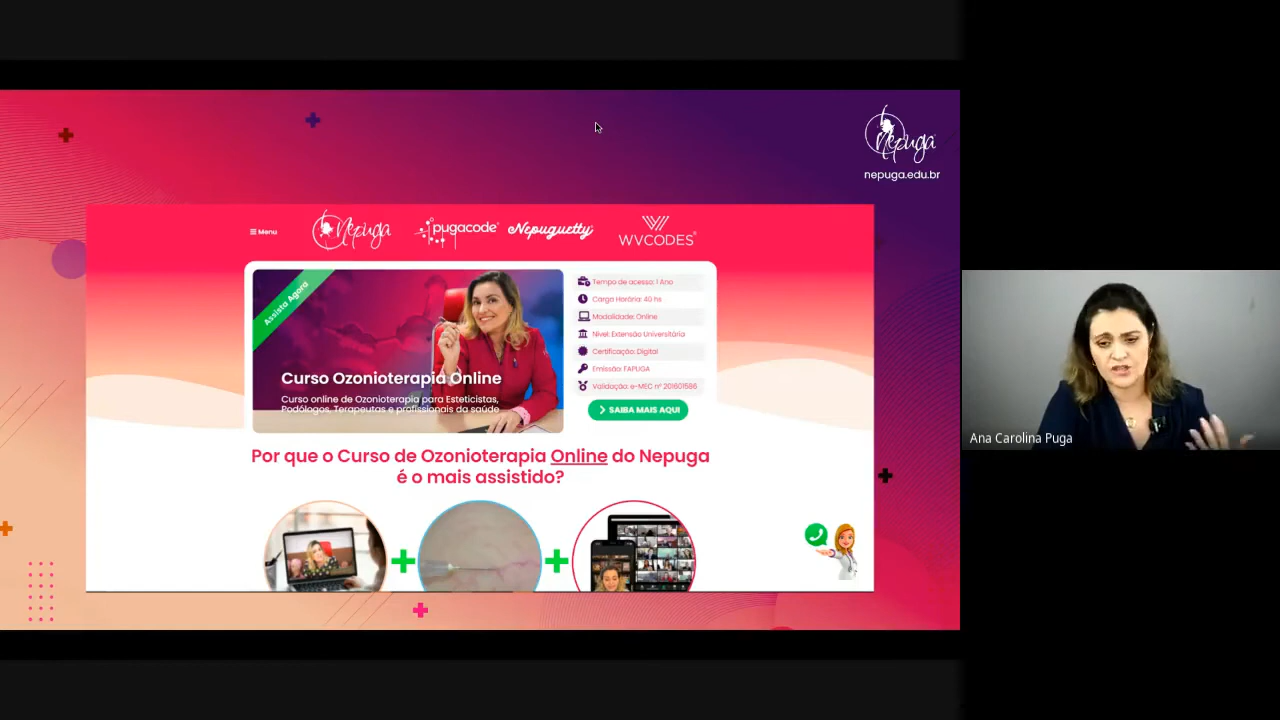 Nepuga
nepuga.edu.br
Menu
Nepuga
pugacode
Nepuguetty
WVCODES
Assista Agora
Curso Ozonioterapia Online
Curso online de Ozonioterapia para Esteticistas,
Podólogos, Terapeutas e profissionais da saúde
Tempo de acesso: 1 Ano
Carga Horária: 40 hs
Modalidade: Online
Nível: Extensão Universitária
Certificação: Digital
Emissão: FAPUGA
Validação: e-MEC nº 201601586
SAIBA MAIS AQUI
Por que o Curso de Ozonioterapia Online do Nepuga
é o mais assistido?
Ana Carolina Puga